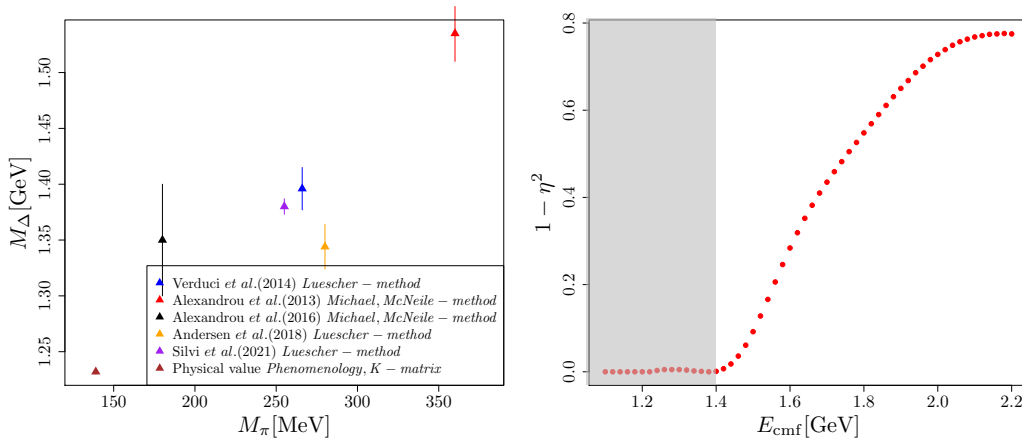 1.25 1.30 1.35 1.40 1.45 1.50
M_Δ[GeV]
Verduci et al.(2014) Luescher − method
Alexandrou et al.(2013) Michael, McNeile − method
Alexandrou et al.(2016) Michael, McNeile − method
Andersen et al.(2018) Luescher − method
Silvi et al.(2021) Luescher − method
Physical value Phenomenology, K − matrix
150 200 250 300 350
M_π[MeV]
0.0 0.2 0.4 0.6 0.8
1 − η²
1.2 1.4 1.6 1.8 2.0 2.2
E_cmf[GeV]